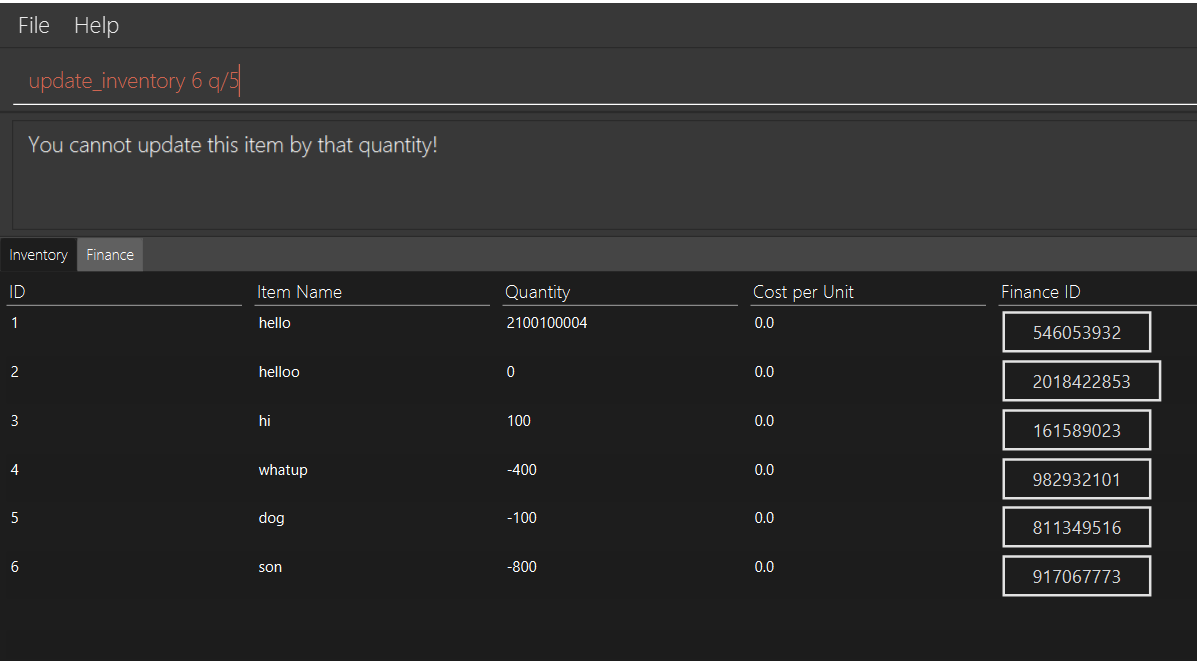 File Help
update_inventory 6 q/5
You cannot update this item by that quantity!
Inventory Finance
ID Item Name Quantity Cost per Unit Finance ID
1 hello 2100100004 0.0 546053932
2 helloo 0 0.0 2018422853
3 hi 100 0.0 161589023
4 whatup -400 0.0 982932101
5 dog -100 0.0 811349516
6 son -800 0.0 917067773